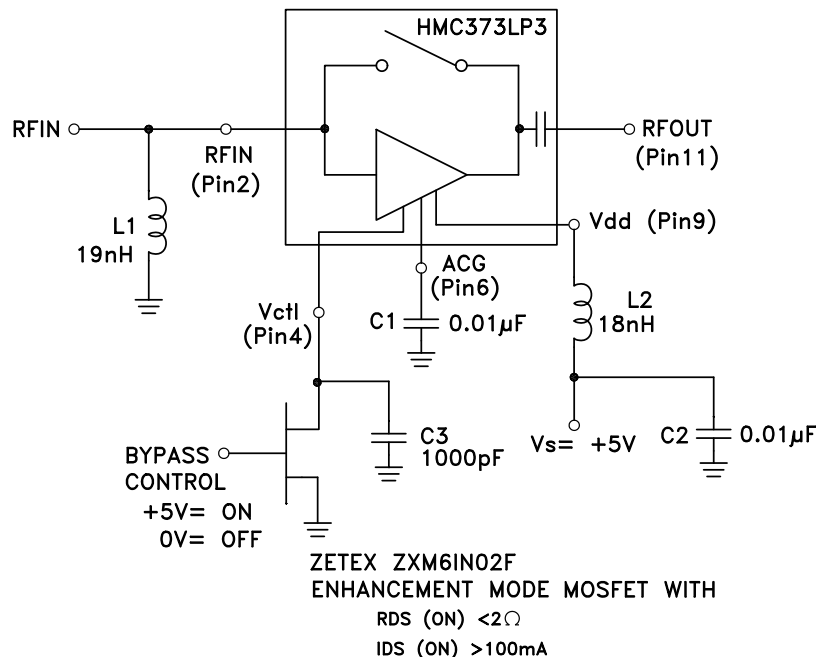 HMC373LP3
RFIN
RFIN
(Pin2)
RFOUT
(Pin11)
L1
19nH
Vdd (Pin9)
ACG
(Pin6)
L2
18nH
Vctl
(Pin4)
C1
0.01µF
C3
1000pF
Vs= +5V
C2
0.01µF
BYPASS
CONTROL
+5V= ON
0V= OFF
ZETEX ZXM6IN02F
ENHANCEMENT MODE MOSFET WITH
RDS (ON) <2Ω
IDS (ON) >100mA